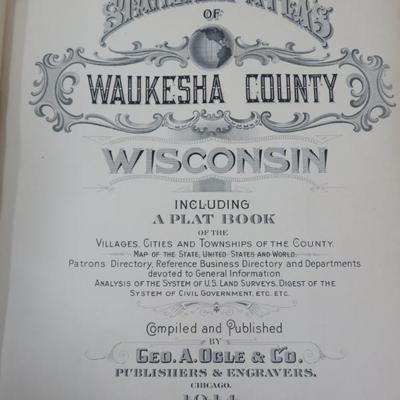 STANDARD ATLAS
OF
WAUKESHA COUNTY
WISCONSIN
INCLUDING
A PLAT BOOK
OF THE
VILLAGES, CITIES AND TOWNSHIPS OF THE COUNTY.
MAP OF THE STATE, UNITED STATES AND WORLD.
Patrons Directory, Reference Business Directory and Departments
devoted to General Information.
ANALYSIS OF THE SYSTEM OF U.S. LAND SURVEYS, DIGEST OF THE
SYSTEM OF CIVIL GOVERNMENT, ETC. ETC.
Compiled and Published
BY
GEO. A. OGLE & CO.
PUBLISHERS & ENGRAVERS.
CHICAGO.
1914